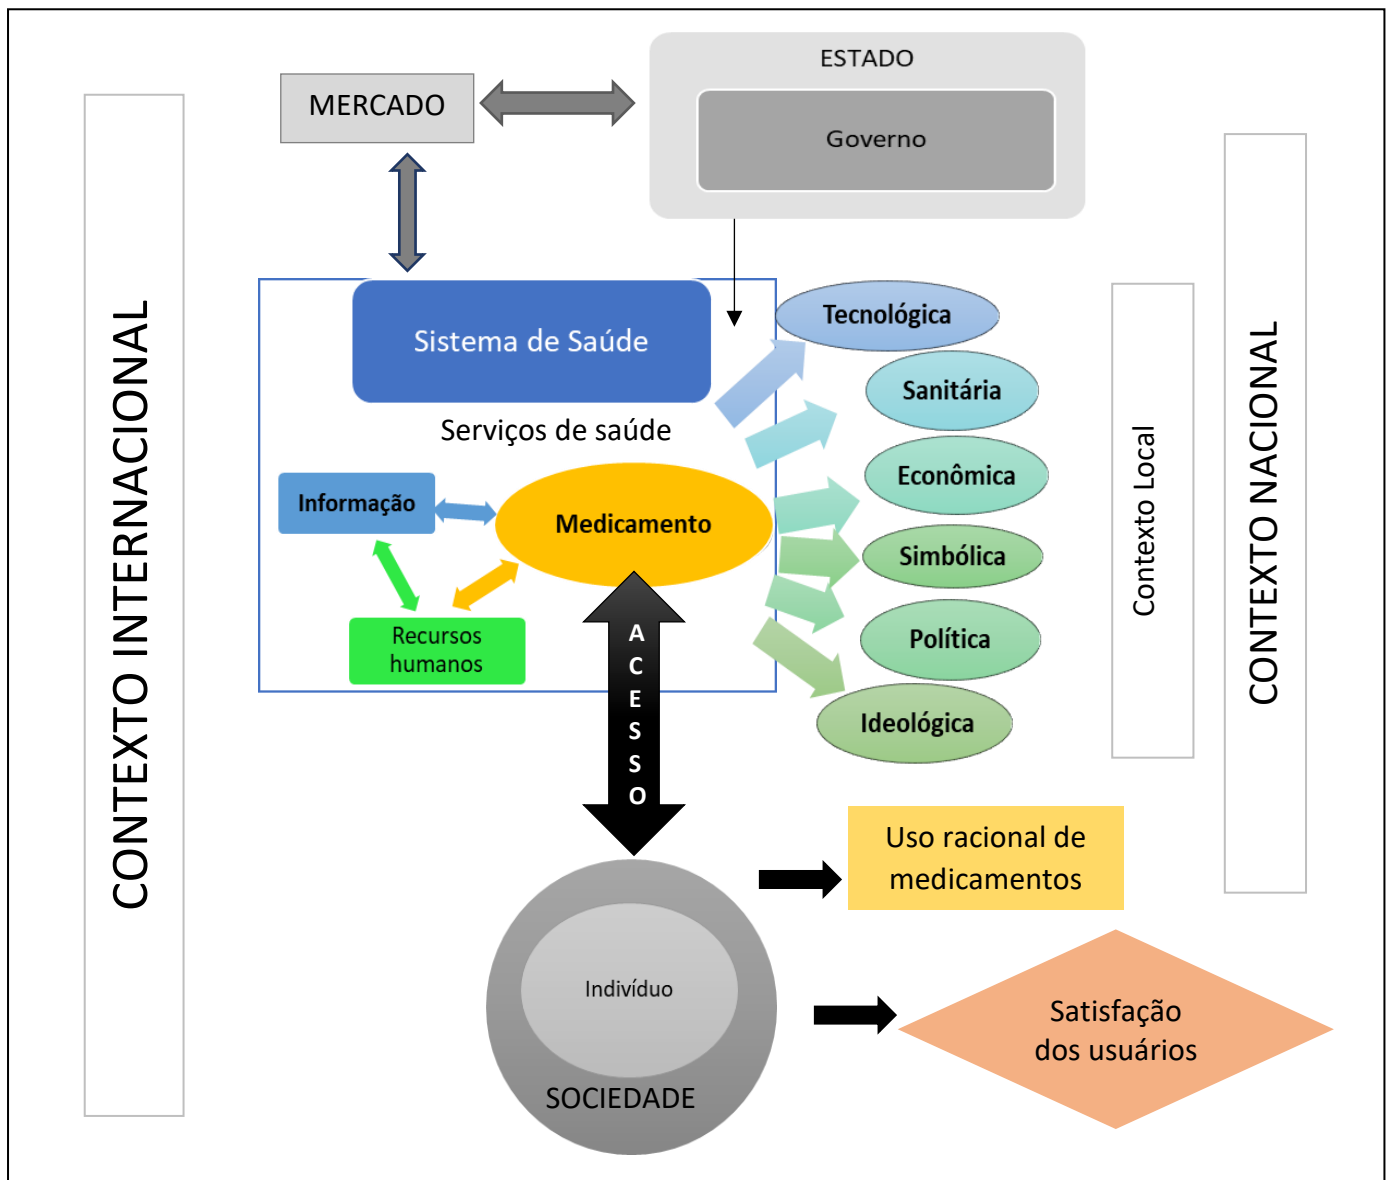 ESTADO
MERCADO
Governo
CONTEXTO INTERNACIONAL
Sistema de Saúde
Tecnológica
Sanitária
Serviços de saúde
Econômica
Informação
Medicamento
Simbólica
Recursos
humanos
Política
Ideológica
ACESSO
Contexto Local
CONTEXTO NACIONAL
Uso racional de
medicamentos
Indivíduo
SOCIEDADE
Satisfação
dos usuários